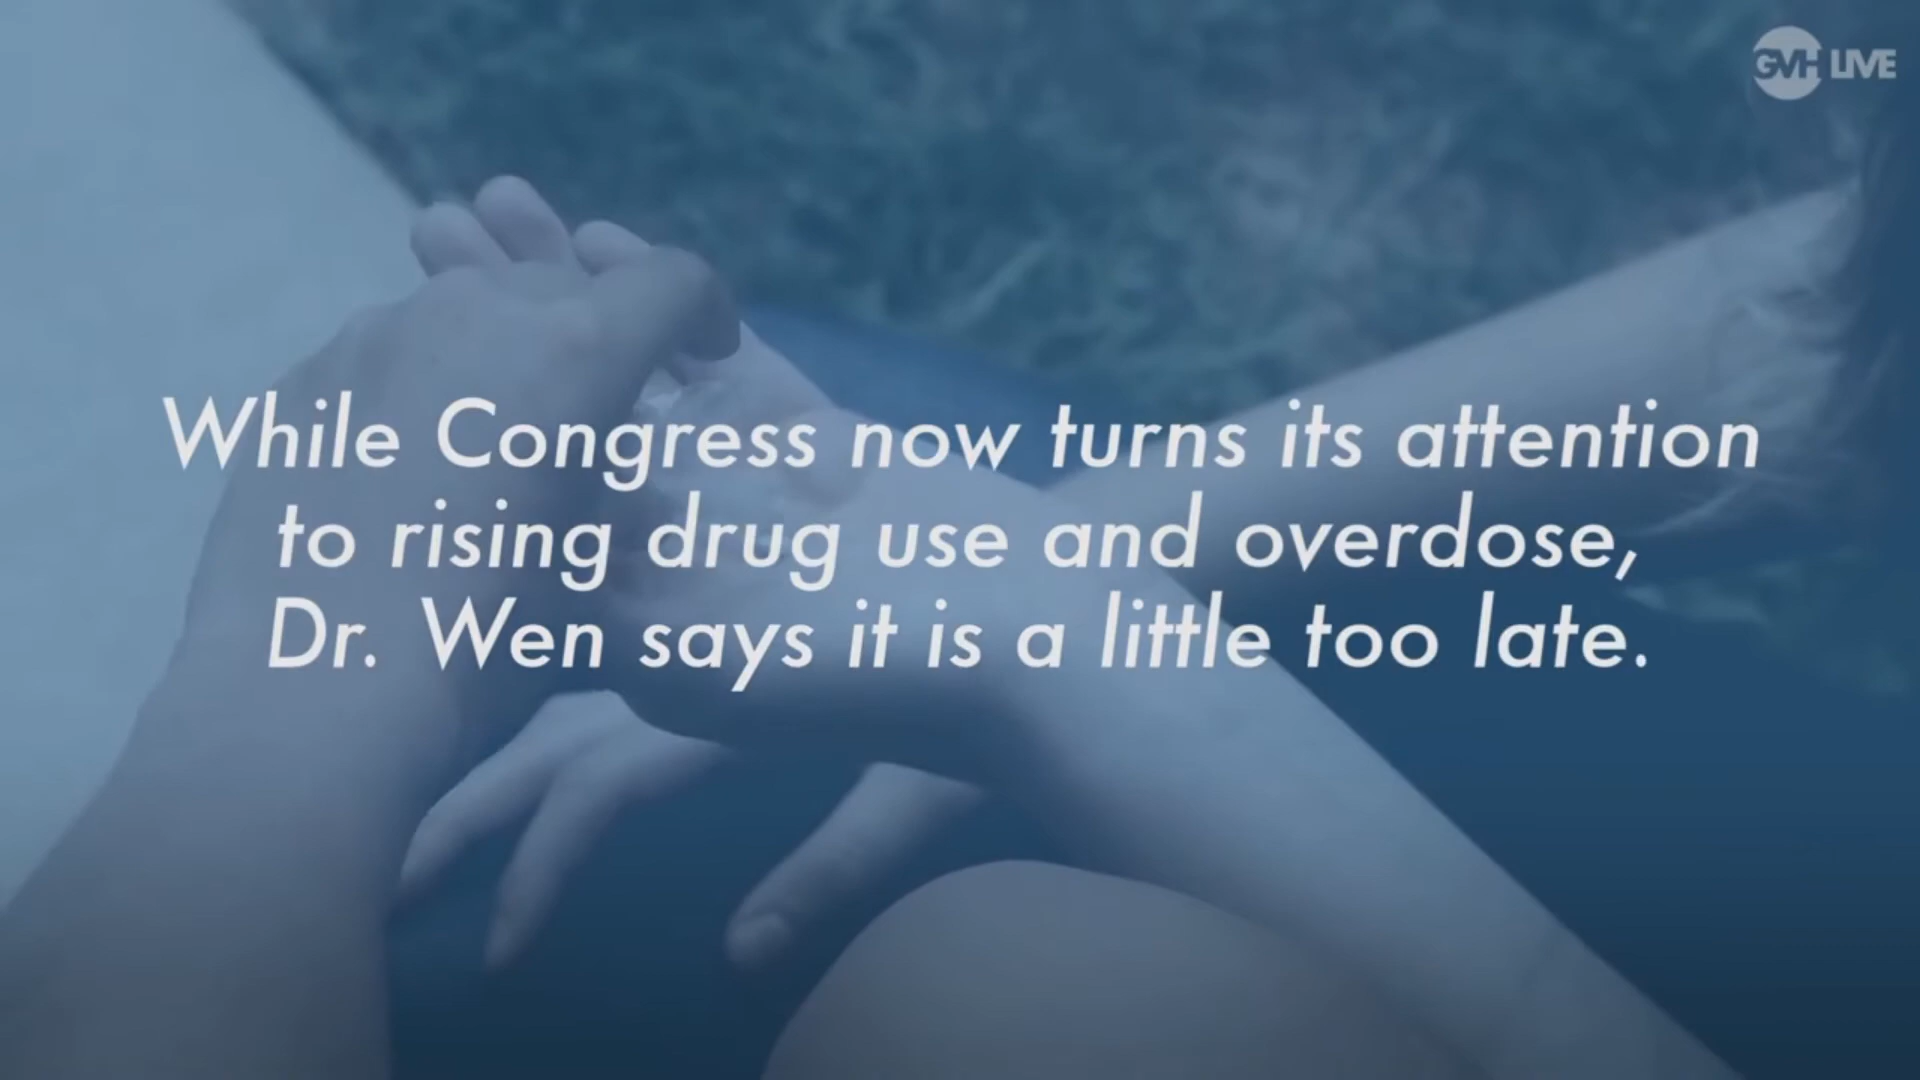 GVH LIVE
While Congress now turns its attention
to rising drug use and overdose,
Dr. Wen says it is a little too late.